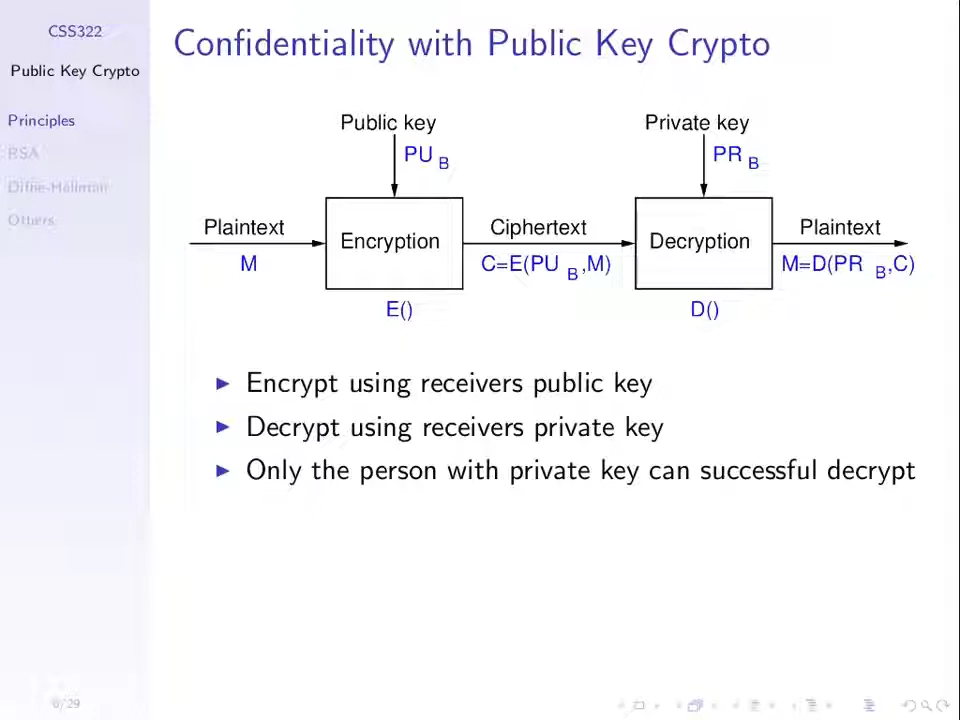 CSS322
Public Key Crypto
Principles
RSA
Diffie-Hellman
Others
Confidentiality with Public Key Crypto
Public key
PU B
Private key
PR B
Plaintext
M
Encryption
E()
Ciphertext
C=E(PU B ,M)
Decryption
D()
Plaintext
M=D(PR B ,C)
Encrypt using receivers public key
Decrypt using receivers private key
Only the person with private key can successful decrypt